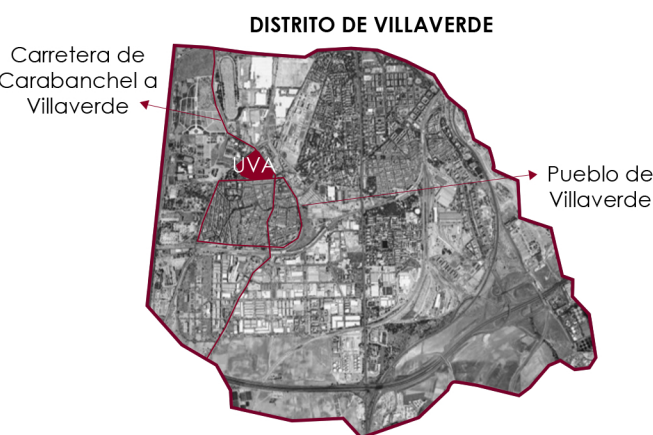 DISTRITO DE VILLAVERDE
Carretera de
Carabanchel a
Villaverde
UVA
Pueblo de
Villaverde